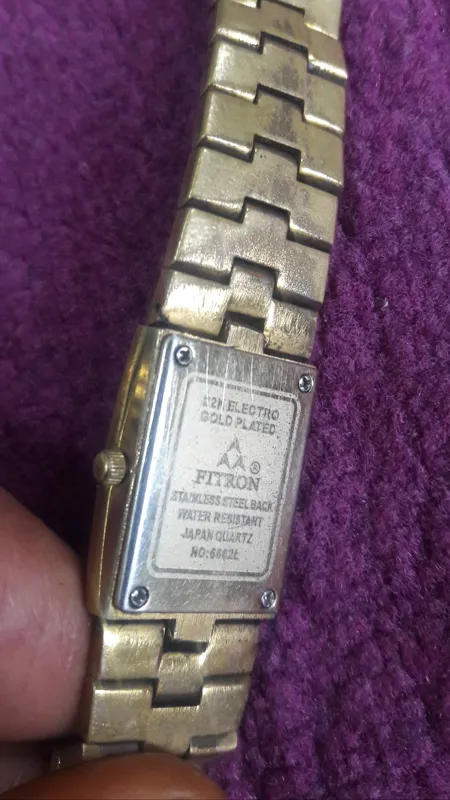 22K ELECTRO
GOLD PLATED
®
FITRON
STAINLESS STEEL BACK
WATER RESISTANT
JAPAN QUARTZ
NO:6662L